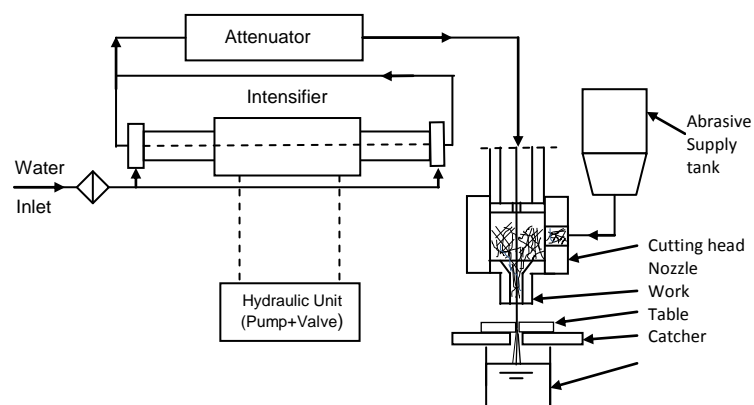 Attenuator
Intensifier
Abrasive
Supply
tank
Water
Inlet
Cutting head
Nozzle
Work
Table
Catcher
Hydraulic Unit
(Pump+Valve)